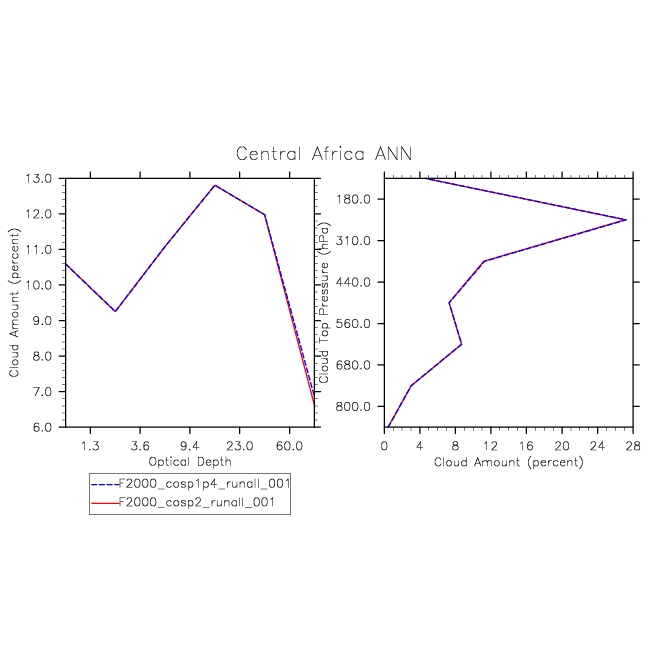 Central Africa ANN
13.0
12.0
11.0
10.0
9.0
8.0
7.0
6.0
Cloud Amount (percent)
1.3 3.6 9.4 23.0 60.0
Optical Depth
180.0
310.0
440.0
560.0
680.0
800.0
Cloud Top Pressure (hPa)
0 4 8 12 16 20 24 28
Cloud Amount (percent)
F2000_cosp1p4_runall_001
F2000_cosp2_runall_001